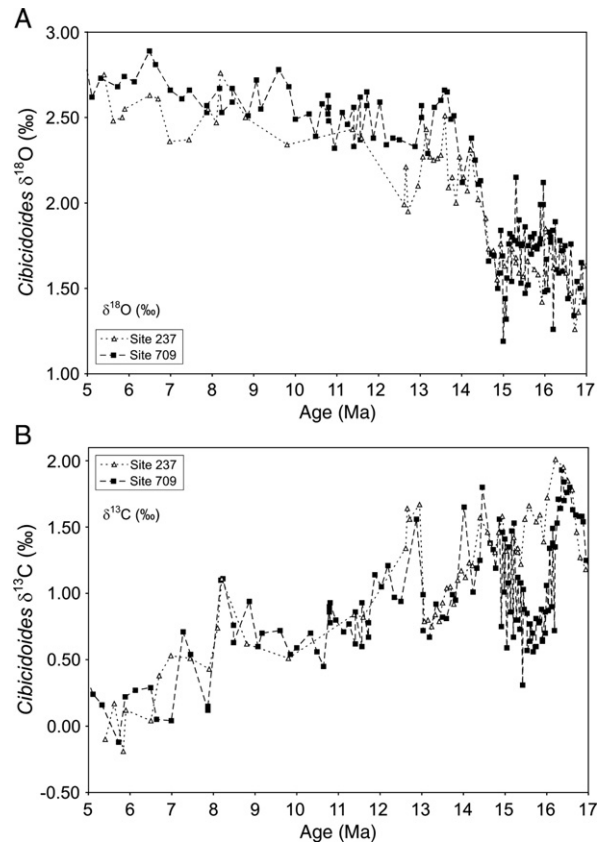 A
Cibicidoides δ18O (‰)
3.00
2.50
2.00
1.50
1.00
δ18O (‰)
Site 237
Site 709
5 6 7 8 9 10 11 12 13 14 15 16 17
Age (Ma)
B
Cibicidoides δ13C (‰)
2.00
1.50
1.00
0.50
0.00
-0.50
Site 237
Site 709
δ13C (‰)
5 6 7 8 9 10 11 12 13 14 15 16 17
Age (Ma)